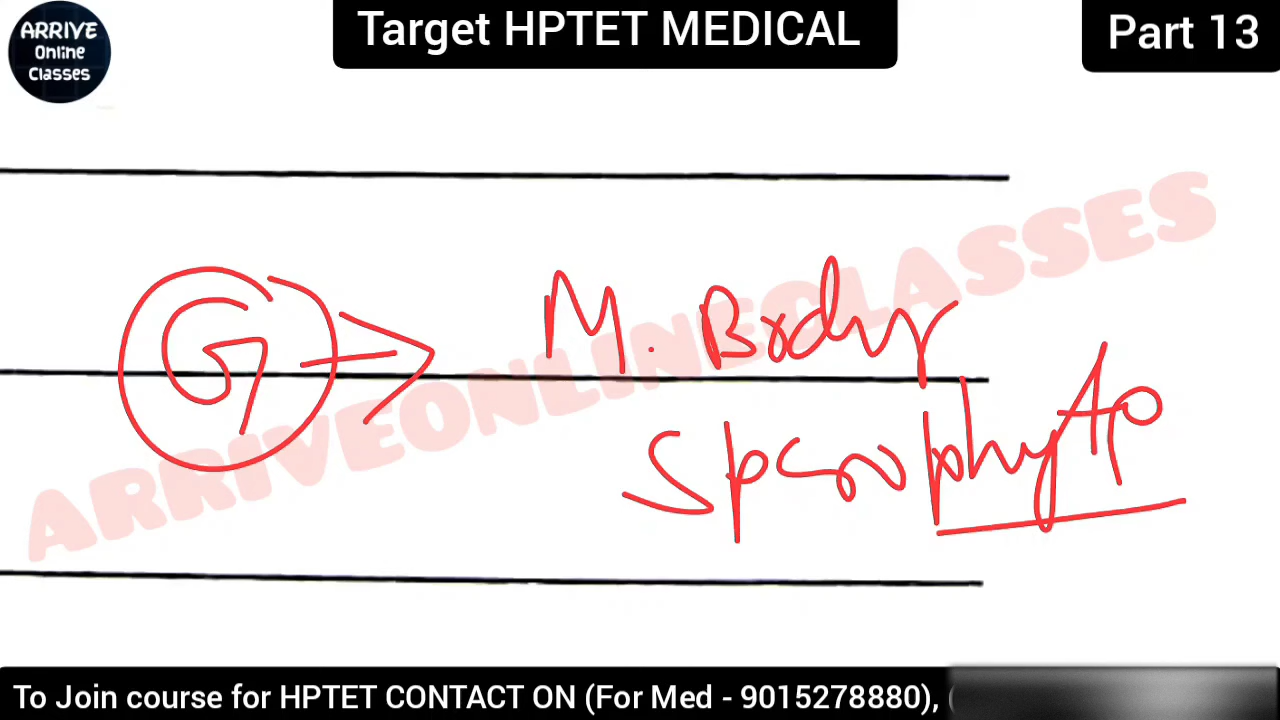 ARRIVE
Online
Classes
Target HPTET MEDICAL
Part 13
G → M. Body
Sporophyte
ARRIVEONLINECLASSES
To Join course for HPTET CONTACT ON (For Med - 9015278880), (